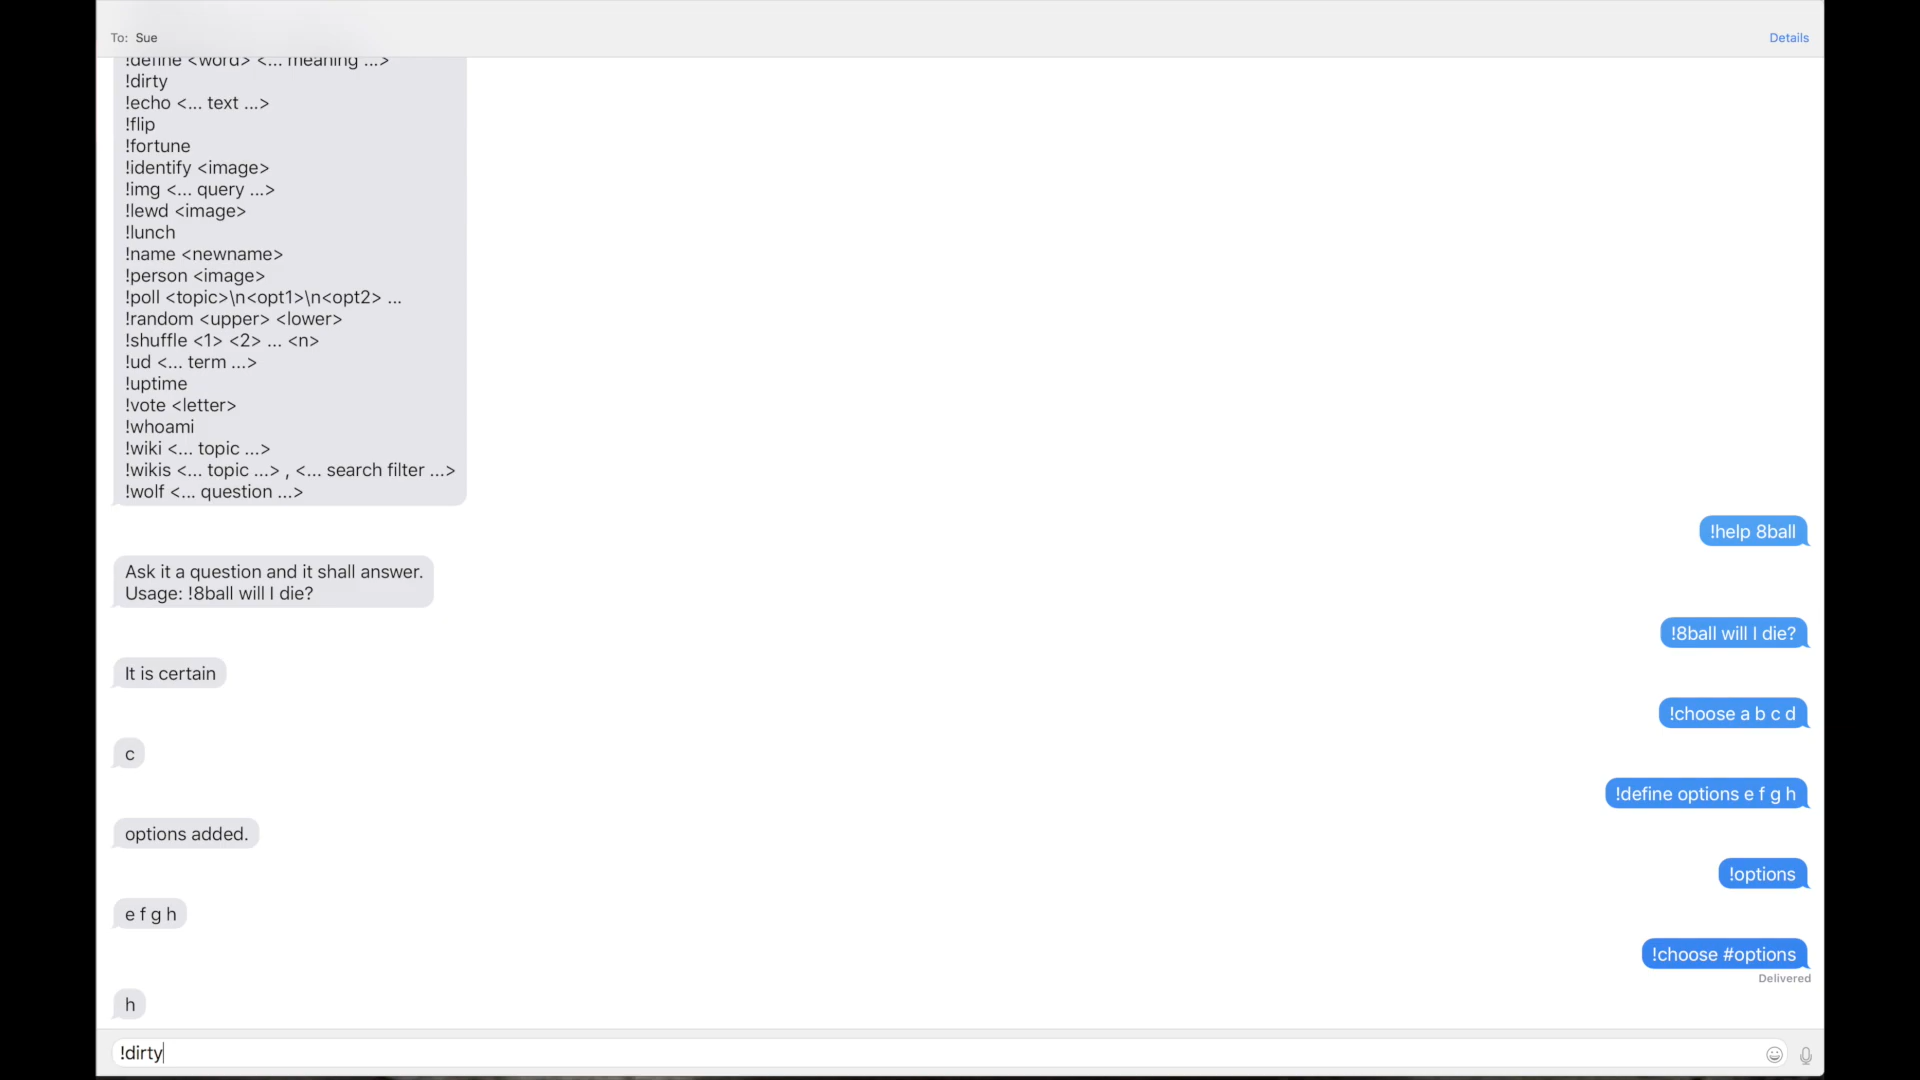 To: Sue
Details
!define <word> <... meaning ...>
!dirty
!echo <... text ...>
!flip
!fortune
!identify <image>
!img <... query ...>
!lewd <image>
!lunch
!name <newname>
!person <image>
!poll <topic>\n<opt1>\n<opt2> ...
!random <upper> <lower>
!shuffle <1> <2> ... <n>
!ud <... term ...>
!uptime
!vote <letter>
!whoami
!wiki <... topic ...>
!wikis <... topic ...> , <... search filter ...>
!wolf <... question ...>
!help 8ball
Ask it a question and it shall answer.
Usage: !8ball will I die?
!8ball will I die?
It is certain
!choose a b c d
c
!define options e f g h
options added.
!options
e f g h
!choose #options
Delivered
h
!dirty